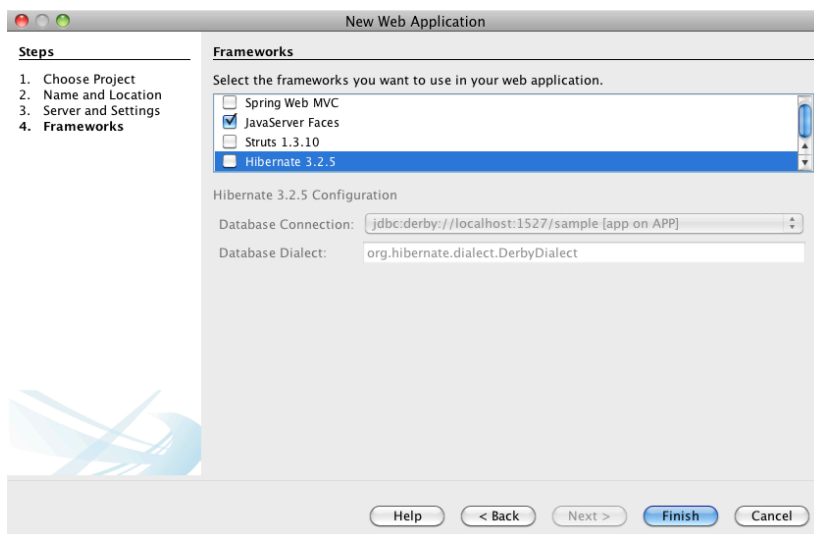 New Web Application
Steps
1. Choose Project
2. Name and Location
3. Server and Settings
4. Frameworks
Frameworks
Select the frameworks you want to use in your web application.
Spring Web MVC
JavaServer Faces
Struts 1.3.10
Hibernate 3.2.5
Hibernate 3.2.5 Configuration
Database Connection: jdbc:derby://localhost:1527/sample [app on APP]
Database Dialect: org.hibernate.dialect.DerbyDialect
Help < Back Next > Finish Cancel